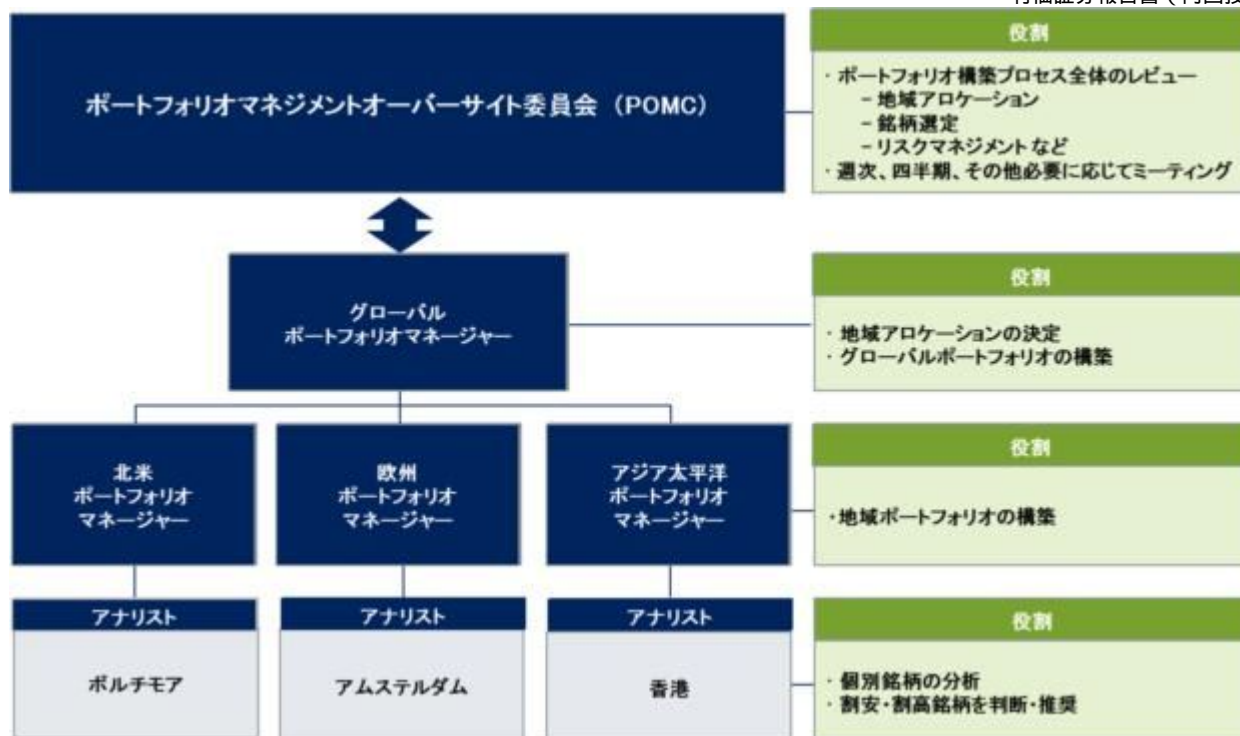 役割
ポートフォリオマネジメントオーバーサイト委員会（POMC）
・ポートフォリオ構築プロセス全体のレビュー
－地域アロケーション
－銘柄選定
－リスクマネジメントなど
・週次、四半期、その他必要に応じてミーティング
グローバル
ポートフォリオマネージャー
役割
・地域アロケーションの決定
・グローバルポートフォリオの構築
北米
ポートフォリオ
マネージャー
欧州
ポートフォリオ
マネージャー
アジア太平洋
ポートフォリオ
マネージャー
役割
・地域ポートフォリオの構築
アナリスト
ボルチモア
アナリスト
アムステルダム
アナリスト
香港
役割
・個別銘柄の分析
・割安・割高銘柄を判断・推奨